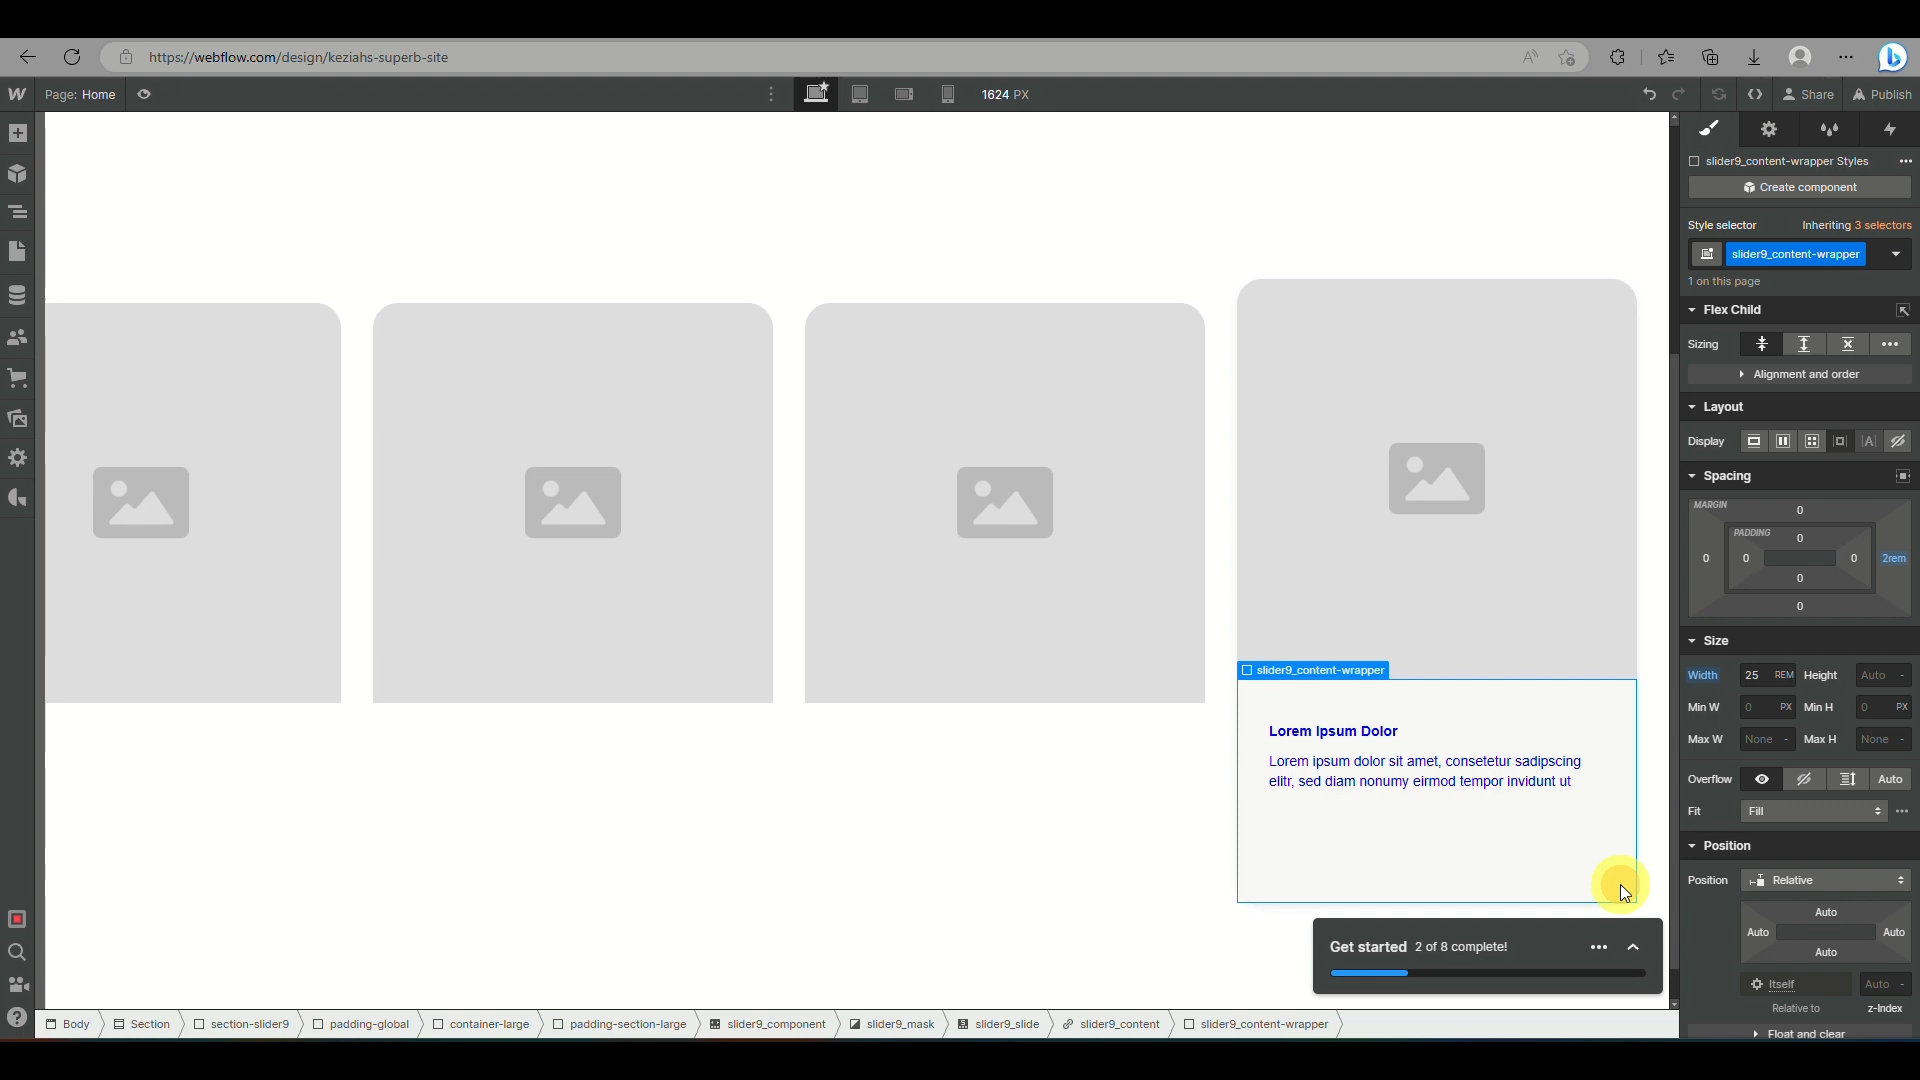 https://webflow.com/design/keziahs-superb-site
Page: Home
1624 PX
Share
Publish
slider9_content-wrapper Styles
Create component
Style selector
Inheriting 3 selectors
slider9_content-wrapper
1 on this page
Flex Child
Sizing
Alignment and order
Layout
Display
Spacing
MARGIN
0
PADDING
0
0
0
0
2rem
0
0
Size
Width 25 REM Height Auto -
Min W 0 PX Min H 0 PX
Max W None - Max H None -
Overflow Auto
Fit Fill
Position
Position Relative
Auto
Auto Auto
Auto
Itself Auto -
Relative to z-Index
Float and clear
slider9_content-wrapper
Lorem Ipsum Dolor
Lorem ipsum dolor sit amet, consetetur sadipscing
elitr, sed diam nonumy eirmod tempor invidunt ut
Get started 2 of 8 complete!
Body Section section-slider9 padding-global container-large padding-section-large slider9_component slider9_mask slider9_slide slider9_content slider9_content-wrapper